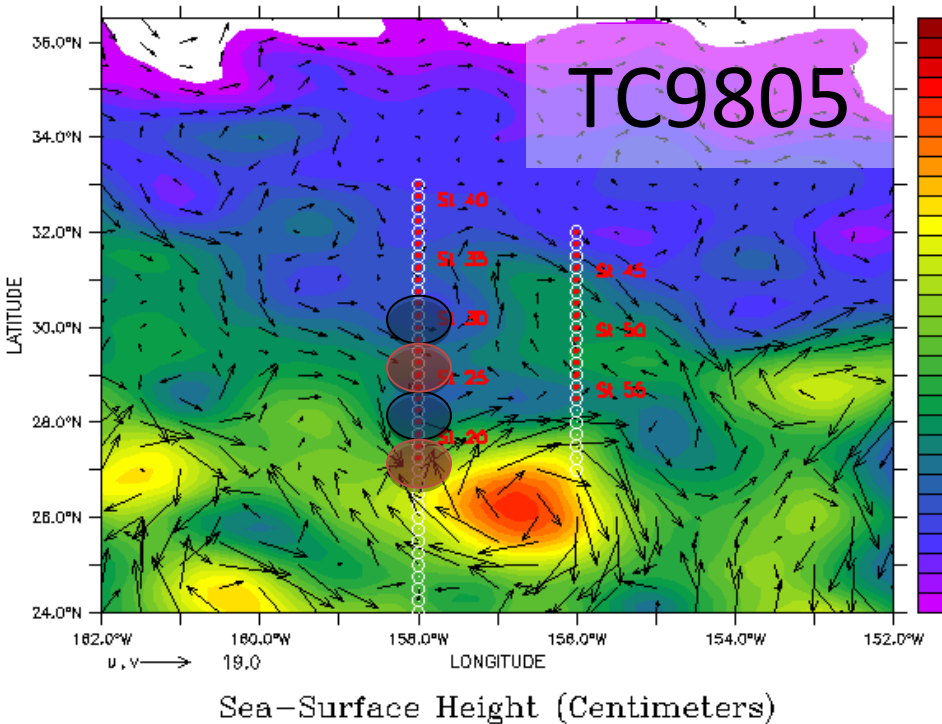 TC9805
36.0°N
34.0°N
32.0°N
30.0°N
28.0°N
26.0°N
24.0°N
LATITUDE
St 40
St 35
St 30
St 25
St 20
St 45
St 50
St 55
162.0°W
160.0°W
158.0°W
156.0°W
154.0°W
152.0°W
U,V 19.0
LONGITUDE
Sea-Surface Height (Centimeters)